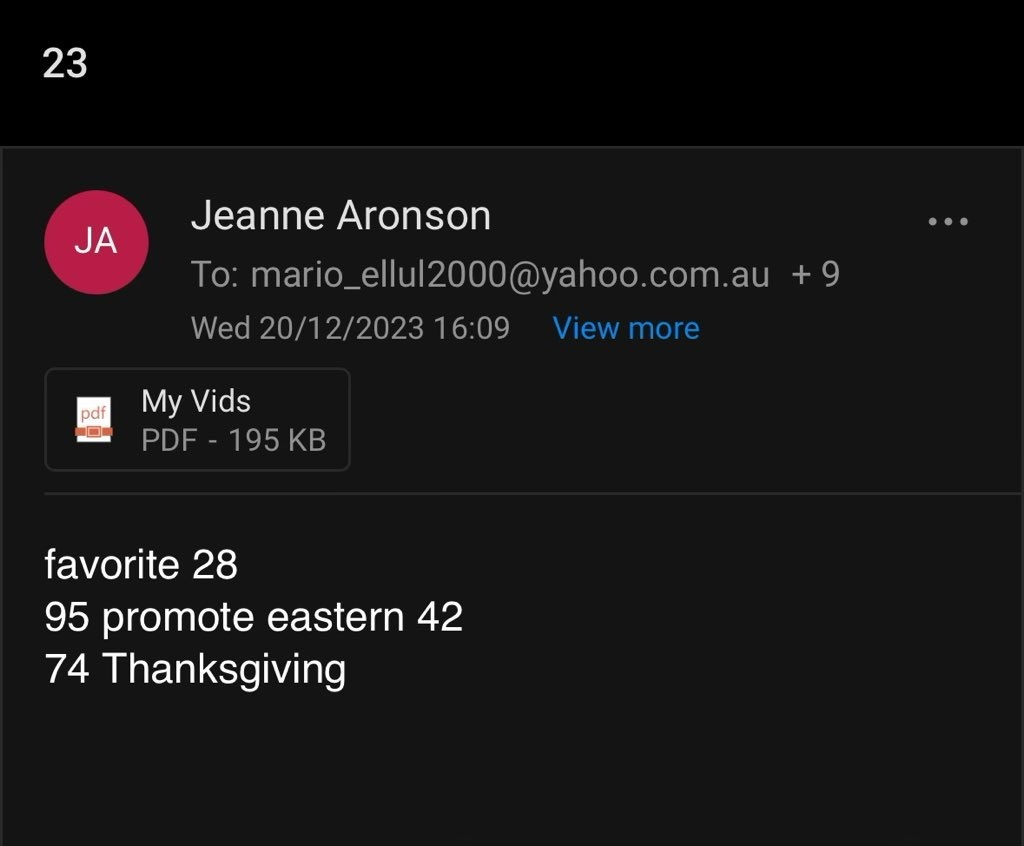 23
JA
Jeanne Aronson
To: mario_ellul2000@yahoo.com.au + 9
Wed 20/12/2023 16:09 View more
pdf
My Vids
PDF - 195 KB
favorite 28
95 promote eastern 42
74 Thanksgiving